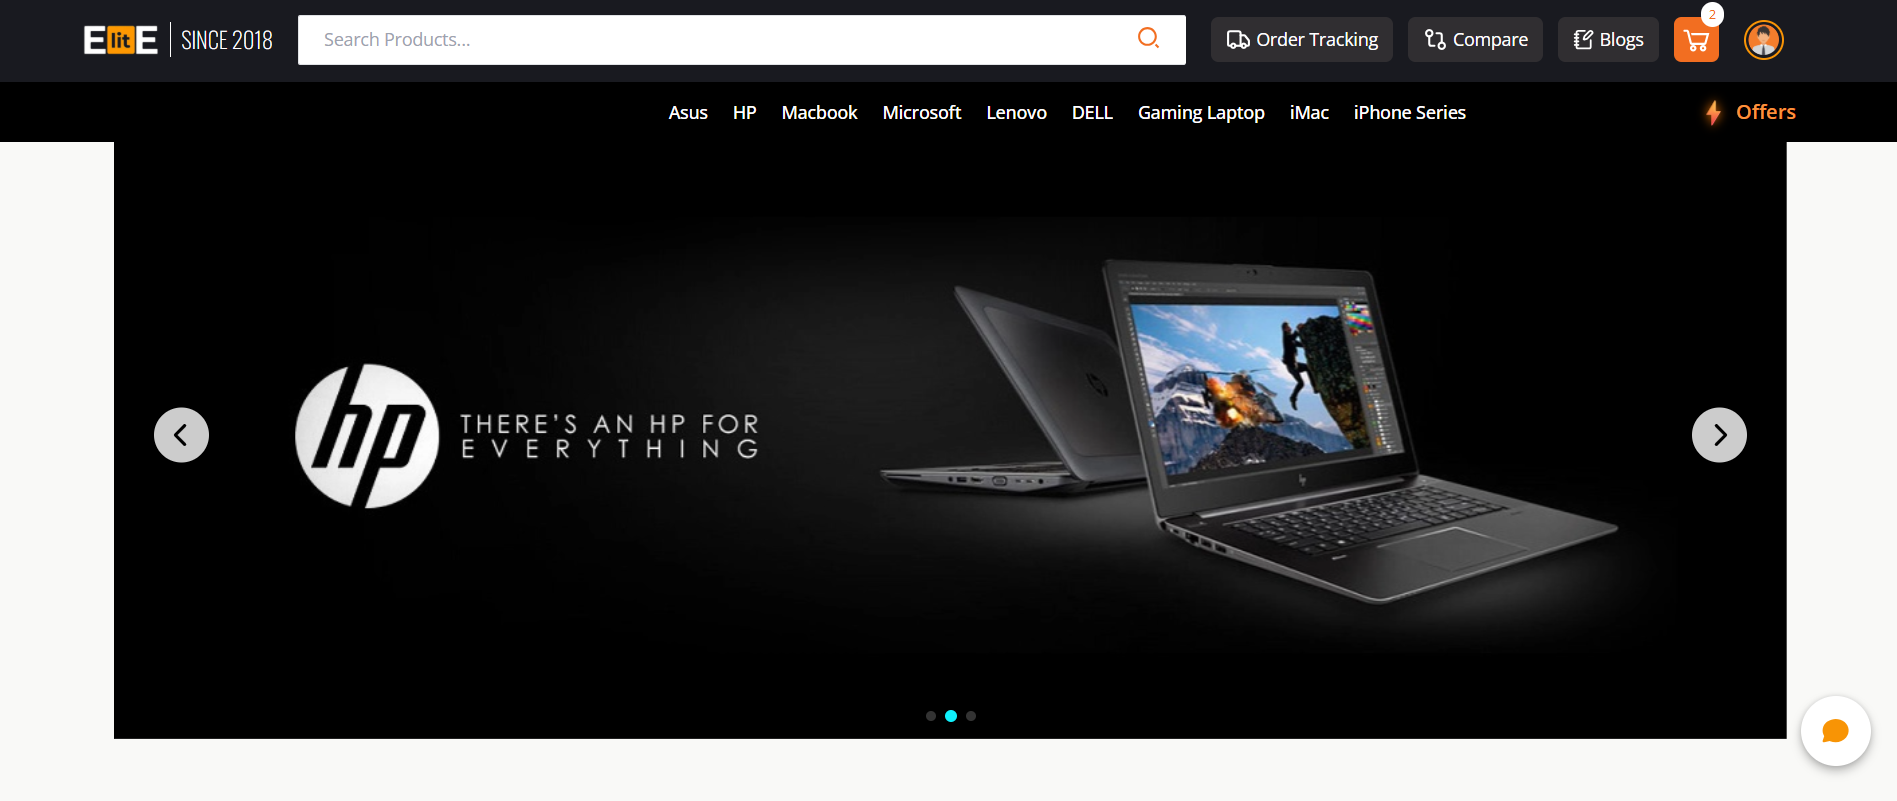 ElitE
SINCE 2018
Search Products...
Order Tracking
Compare
Blogs
2
Asus
HP
Macbook
Microsoft
Lenovo
DELL
Gaming Laptop
iMac
iPhone Series
Offers
hp
THERE'S AN HP FOR
EVERYTHING